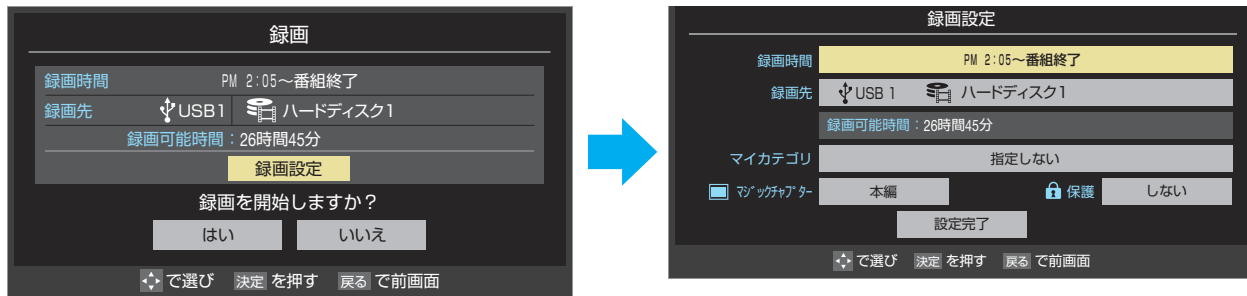 録画
録画時間 PM 2:05～番組終了
録画先 USB1 ハードディスク1
録画可能時間：26時間45分
録画設定
録画を開始しますか？
はい いいえ
で選び 決定 を押す 戻る で前画面
録画設定
録画時間 PM 2:05～番組終了
録画先 USB 1 ハードディスク1
録画可能時間：26時間45分
マイカテゴリ 指定しない
マジックチャプター 本編 保護 しない
設定完了
で選び 決定 を押す 戻る で前画面